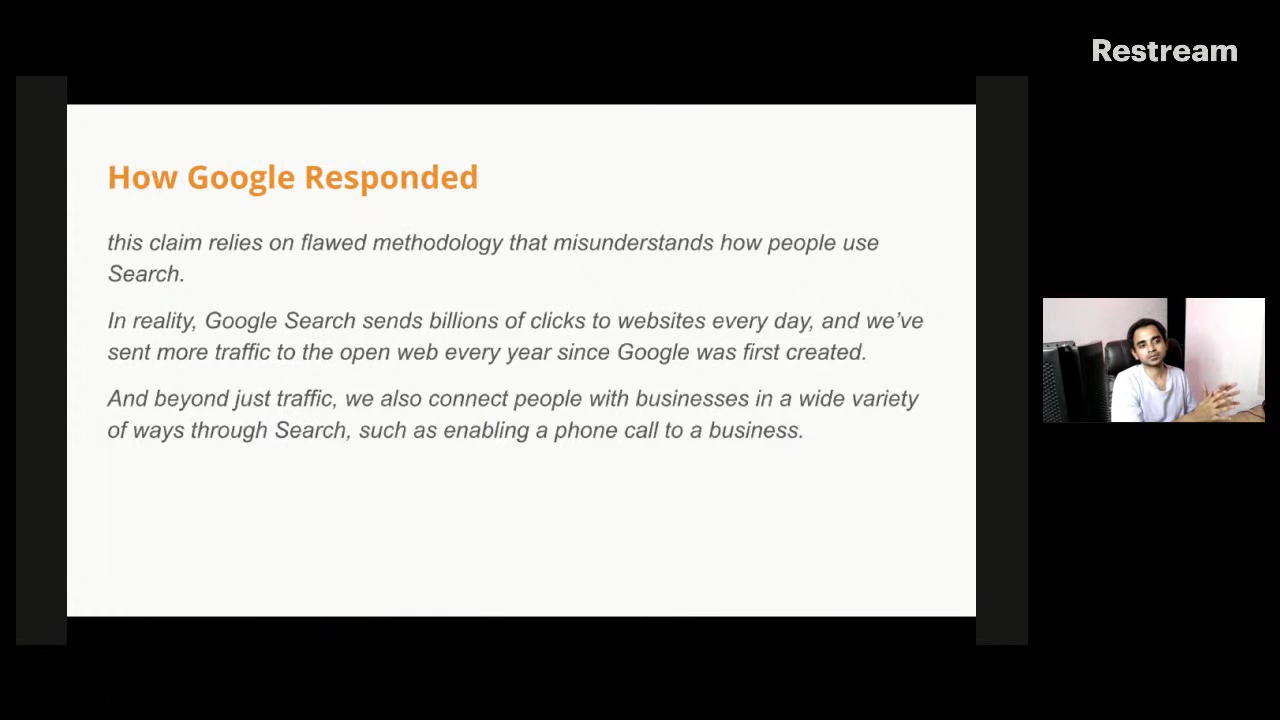 Restream
How Google Responded
this claim relies on flawed methodology that misunderstands how people use
Search.
In reality, Google Search sends billions of clicks to websites every day, and we’ve
sent more traffic to the open web every year since Google was first created.
And beyond just traffic, we also connect people with businesses in a wide variety
of ways through Search, such as enabling a phone call to a business.